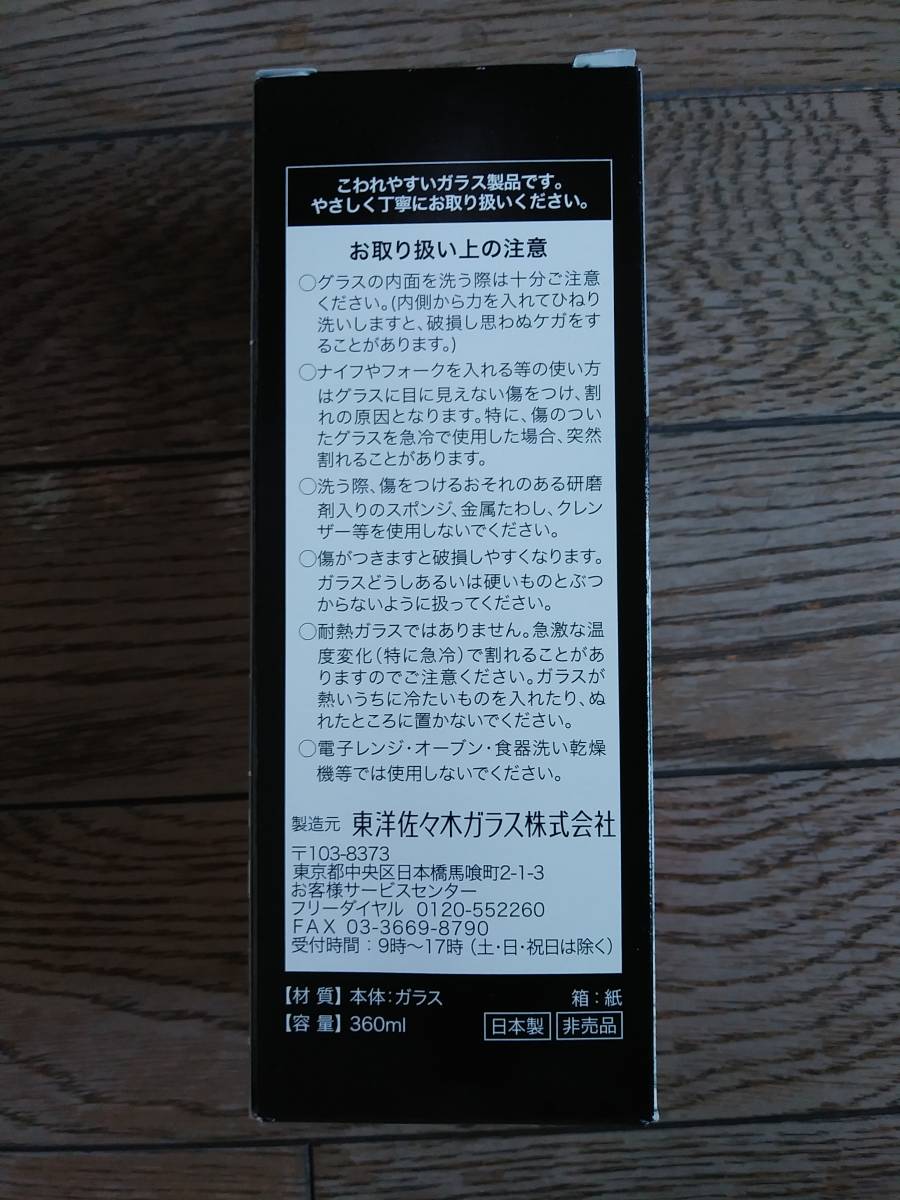 こわれやすいガラス製品です。
やさしく丁寧にお取り扱いください。
お取り扱い上の注意
○グラスの内面を洗う際は十分ご注意
ください。(内側から力を入れてひねり
洗いしますと、破損し思わぬケガをす
ることがあります。)
○ナイフやフォークを入れる等の使い方
はグラスに目に見えない傷をつけ、割
れの原因となります。特に、傷のつい
たグラスを急冷で使用した場合、突然
割れることがあります。
○洗う際、傷をつけるおそれのある研磨
剤入りのスポンジ、金属たわし、クレン
ザー等を使用しないでください。
○傷がつきますと破損しやすくなります。
ガラスどうしあるいは硬いものとぶつ
からないように扱ってください。
○耐熱ガラスではありません。急激な温
度変化(特に急冷)で割れることがあ
りますのでご注意ください。ガラスが
熱いうちに冷たいものを入れたり、ぬ
れたところに置かないでください。
○電子レンジ・オーブン・食器洗い乾燥
機等では使用しないでください。
製造元 東洋佐々木ガラス株式会社
〒103-8373
東京都中央区日本橋馬喰町2-1-3
お客様サービスセンター
フリーダイヤル 0120-552260
FAX 03-3669-8790
受付時間:9時〜17時(土・日・祝日は除く)
【材 質】本体:ガラス 箱:紙
【容 量】360ml 日本製 非売品